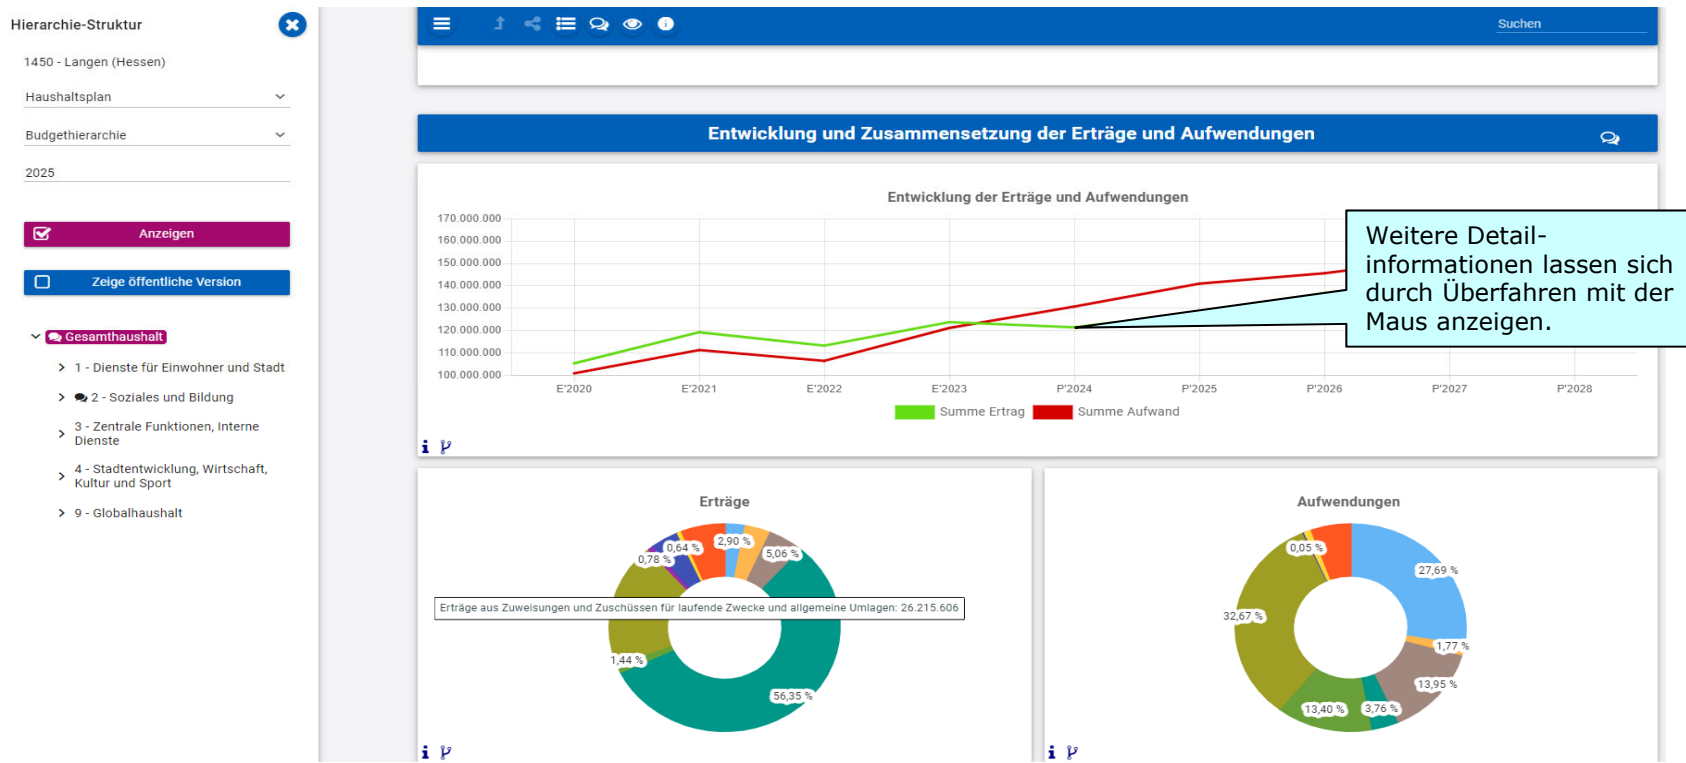 Hierarchie-Struktur
1450 - Langen (Hessen)
Haushaltsplan
Budgethierarchie
2025
Anzeigen
Zeige öffentliche Version
Gesamthaushalt
1 - Dienste für Einwohner und Stadt
2 - Soziales und Bildung
3 - Zentrale Funktionen, Interne
Dienste
4 - Stadtentwicklung, Wirtschaft,
Kultur und Sport
9 - Globalhaushalt
Suchen
Entwicklung und Zusammensetzung der Erträge und Aufwendungen
Entwicklung der Erträge und Aufwendungen
170.000.000
160.000.000
150.000.000
140.000.000
130.000.000
120.000.000
110.000.000
100.000.000
E'2020 E'2021 E'2022 E'2023 P'2024 P'2025 P'2026 P'2027 P'2028
Summe Ertrag Summe Aufwand
Weitere Detail-
informationen lassen sich
durch Überfahren mit der
Maus anzeigen.
Erträge
2,90 %
0,64 %
5,06 %
0,78 %
Erträge aus Zuweisungen und Zuschüssen für laufende Zwecke und allgemeine Umlagen: 26.215.606
1,44 %
56,35 %
Aufwendungen
0,05 %
27,69 %
32,67 %
1,77 %
13,95 %
13,40 %
3,76 %